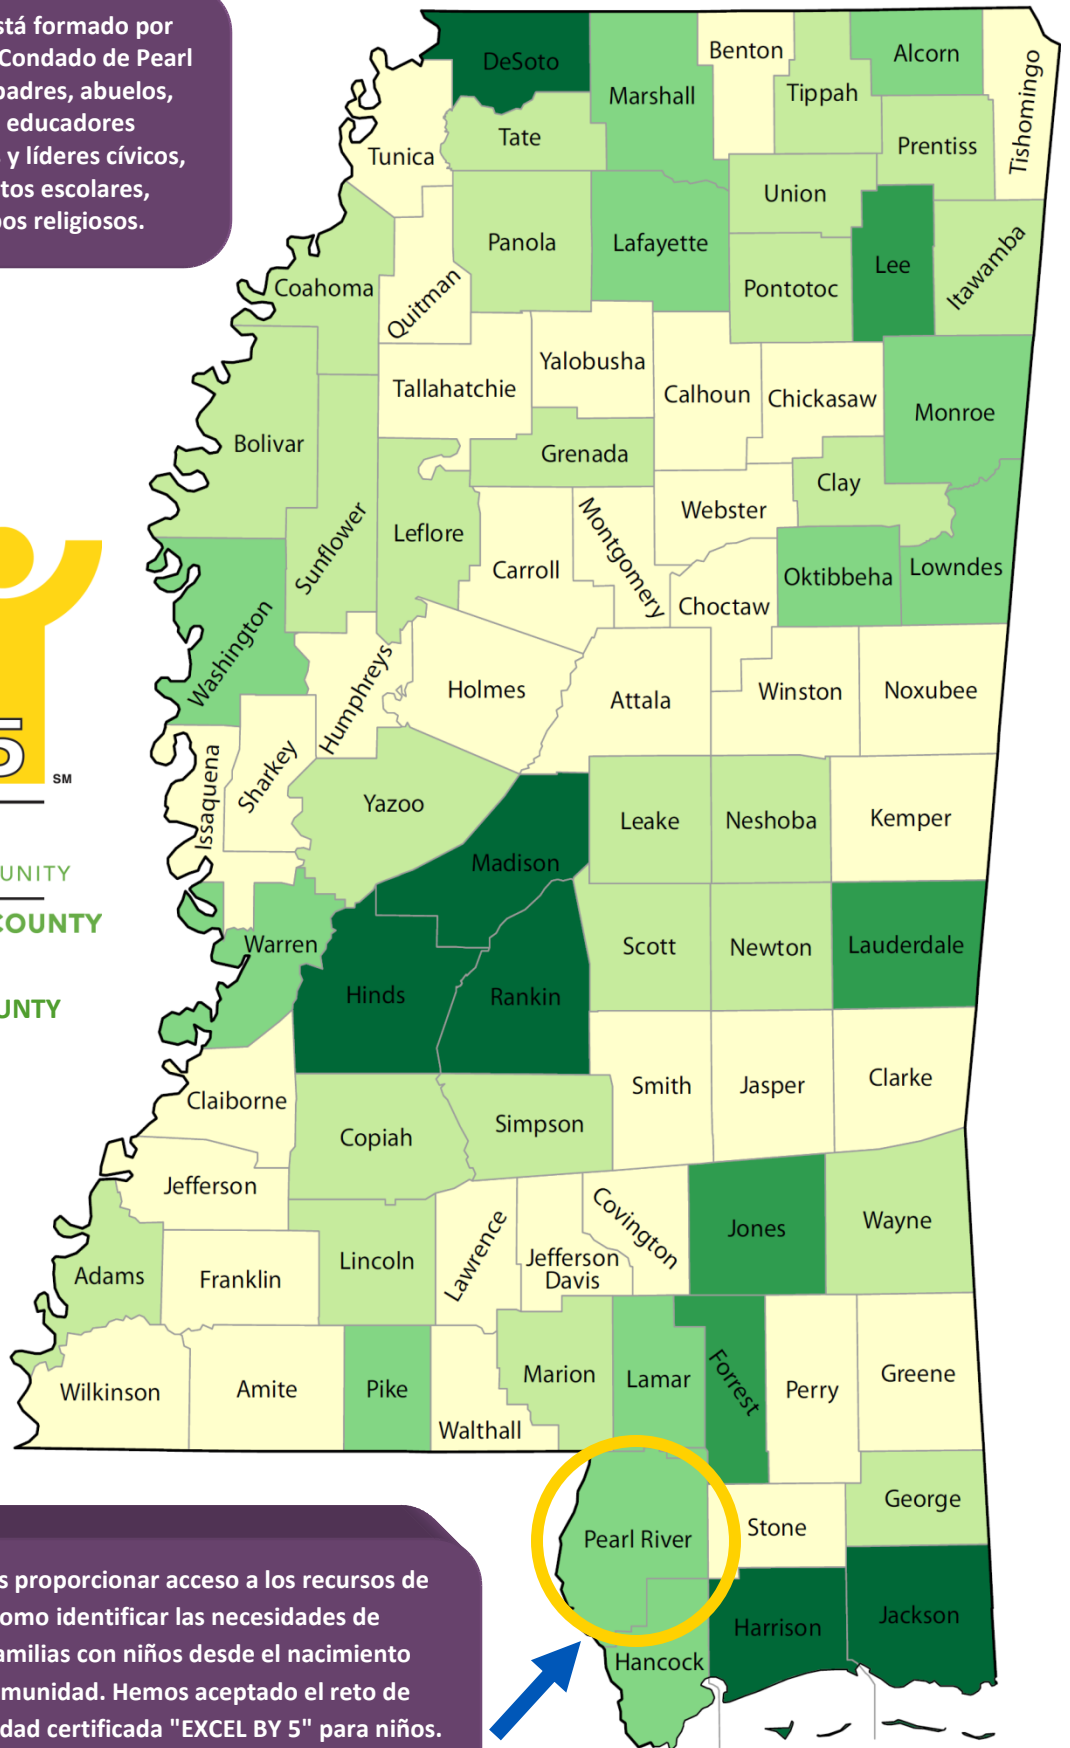 stá formado por
Condado de Pearl
padres, abuelos,
educadores
y líderes cívicos,
tos escolares,
os religiosos.
DeSoto
Benton
Alcorn
Tishomingo
Marshall
Tippah
Tate
Prentiss
Tunica
Union
Panola
Lafayette
Lee
Itawamba
Coahoma
Quitman
Pontotoc
Yalobusha
Tallahatchie
Calhoun
Chickasaw
Monroe
Bolivar
Grenada
Clay
Sunflower
Leflore
Montgomery
Webster
Carroll
Oktibbeha
Lowndes
Choctaw
Washington
Humphreys
Holmes
Attala
Winston
Noxubee
5
SM
Issaquena
Sharkey
Yazoo
Leake
Neshoba
Kemper
Madison
UNITY
COUNTY
Warren
Scott
Newton
Lauderdale
Hinds
Rankin
UNTY
Claiborne
Smith
Jasper
Clarke
Copiah
Simpson
Jefferson
Lawrence
Covington
Jones
Wayne
Adams
Franklin
Lincoln
Jefferson
Davis
Wilkinson
Amite
Pike
Walthall
Marion
Lamar
Forrest
Perry
Greene
George
Pearl River
Stone
Harrison
Jackson
Hancock
s proporcionar acceso a los recursos de
omo identificar las necesidades de
amilias con niños desde el nacimiento
munidad. Hemos aceptado el reto de
idad certificada "EXCEL BY 5" para niños.